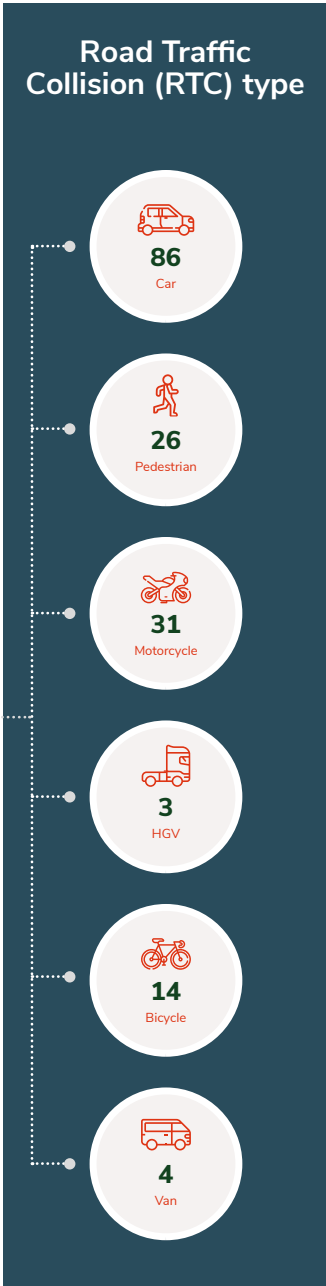 Road Traffic
Collision (RTC) type
86
Car
26
Pedestrian
31
Motorcycle
3
HGV
14
Bicycle
4
Van